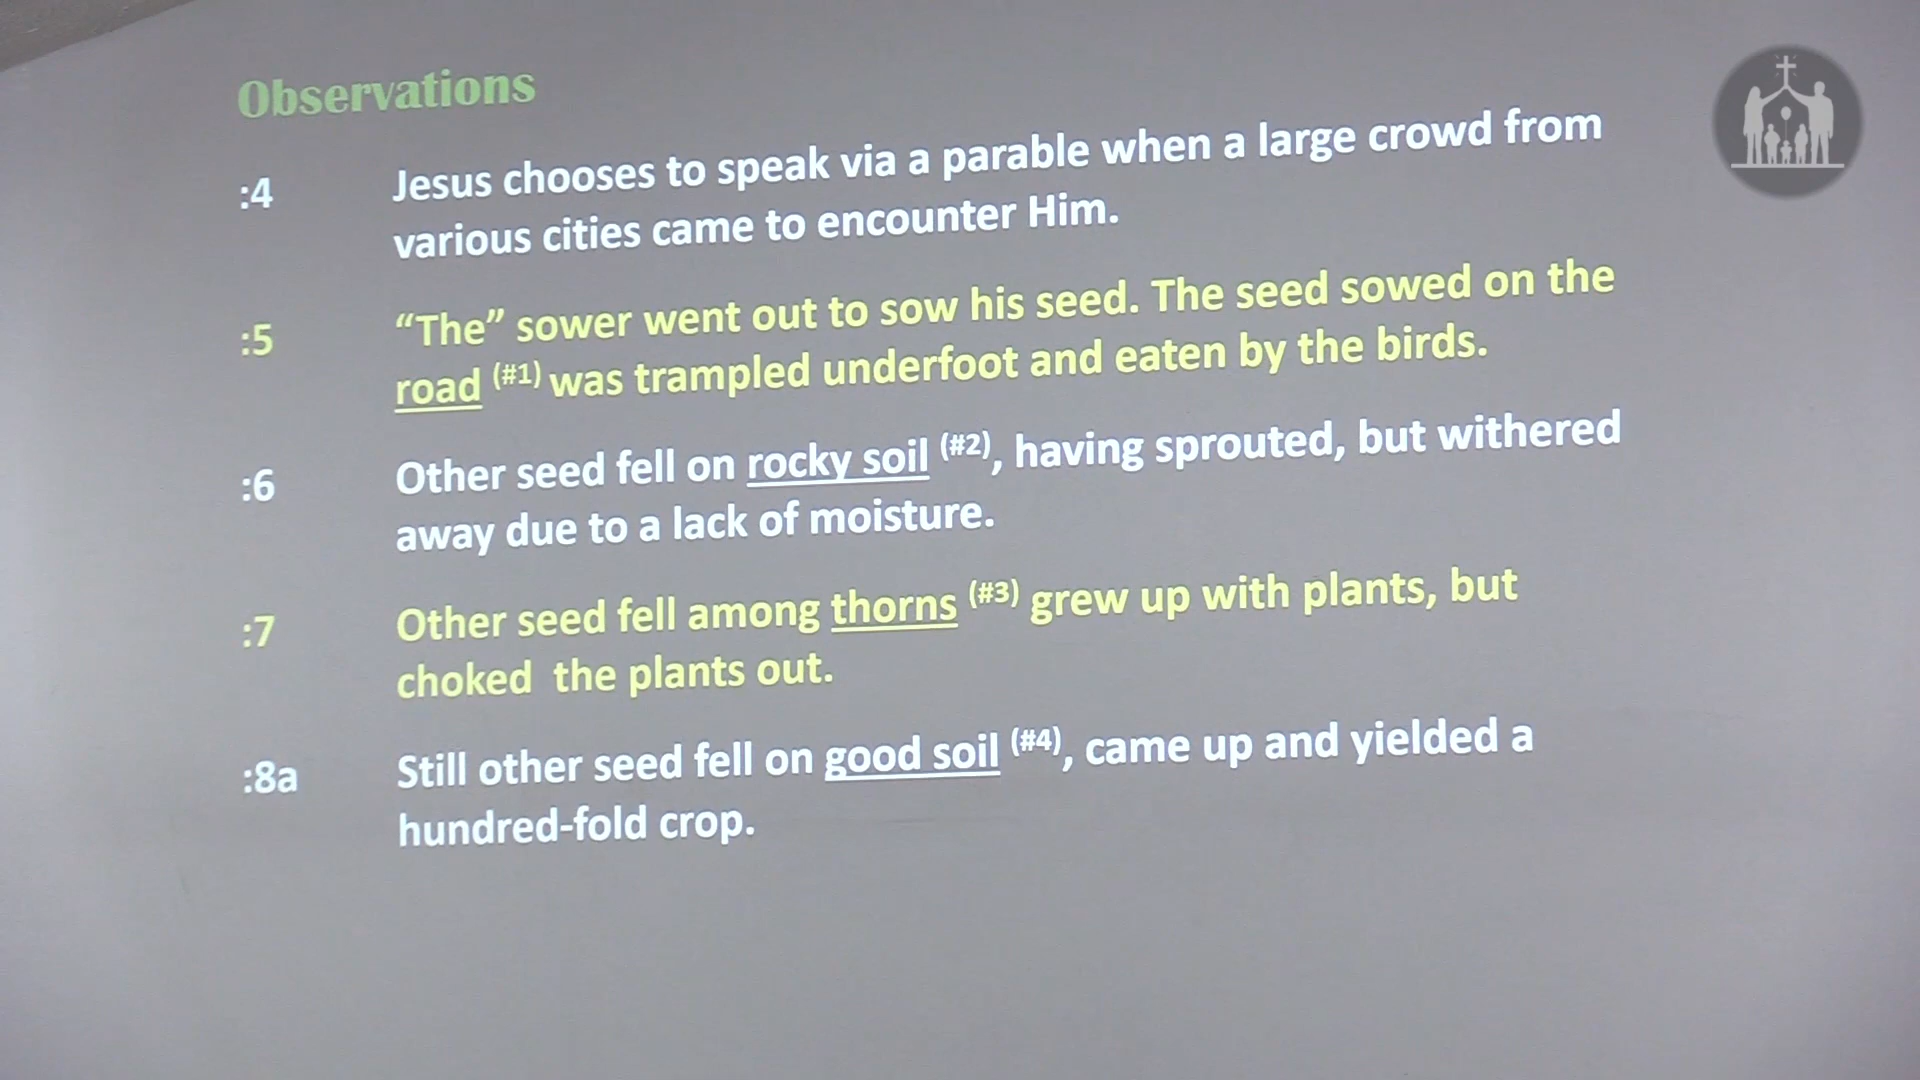 Observations
:4 Jesus chooses to speak via a parable when a large crowd from
various cities came to encounter Him.
:5 “The” sower went out to sow his seed. The seed sowed on the
road (#1) was trampled underfoot and eaten by the birds.
:6 Other seed fell on rocky soil (#2), having sprouted, but withered
away due to a lack of moisture.
:7 Other seed fell among thorns (#3) grew up with plants, but
choked the plants out.
:8a Still other seed fell on good soil (#4), came up and yielded a
hundred-fold crop.